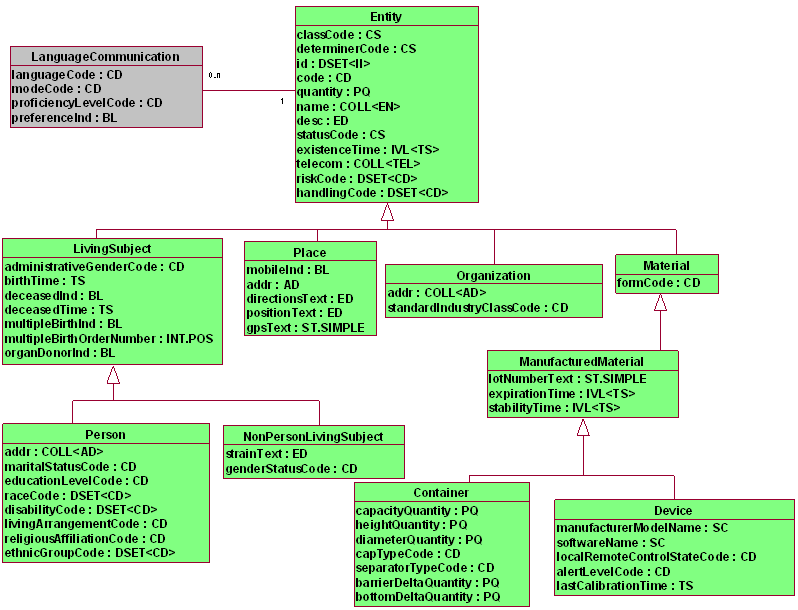 Entity
classCode : CS
determinerCode : CS
id : DSET<II>
code : CD
quantity : PQ
name : COLL<EN>
desc : ED
statusCode : CS
existenceTime : IVL<TS>
telecom : COLL<TEL>
riskCode : DSET<CD>
handlingCode : DSET<CD>
LanguageCommunication
languageCode : CD
modeCode : CD
proficiencyLevelCode : CD
preferenceInd : BL
0..n
1
LivingSubject
administrativeGenderCode : CD
birthTime : TS
deceasedInd : BL
deceasedTime : TS
multipleBirthInd : BL
multipleBirthOrderNumber : INT.POS
organDonorInd : BL
Place
mobileInd : BL
addr : AD
directionsText : ED
positionText : ED
gpsText : ST.SIMPLE
Organization
addr : COLL<AD>
standardIndustryClassCode : CD
Material
formCode : CD
ManufacturedMaterial
lotNumberText : ST.SIMPLE
expirationTime : IVL<TS>
stabilityTime : IVL<TS>
Person
addr : COLL<AD>
maritalStatusCode : CD
educationLevelCode : CD
raceCode : DSET<CD>
disabilityCode : DSET<CD>
livingArrangementCode : CD
religiousAffiliationCode : CD
ethnicGroupCode : DSET<CD>
NonPersonLivingSubject
strainText : ED
genderStatusCode : CD
Container
capacityQuantity : PQ
heightQuantity : PQ
diameterQuantity : PQ
capTypeCode : CD
separatorTypeCode : CD
barrierDeltaQuantity : PQ
bottomDeltaQuantity : PQ
Device
manufacturerModelName : SC
softwareName : SC
localRemoteControlStateCode : CD
alertLevelCode : CD
lastCalibrationTime : TS